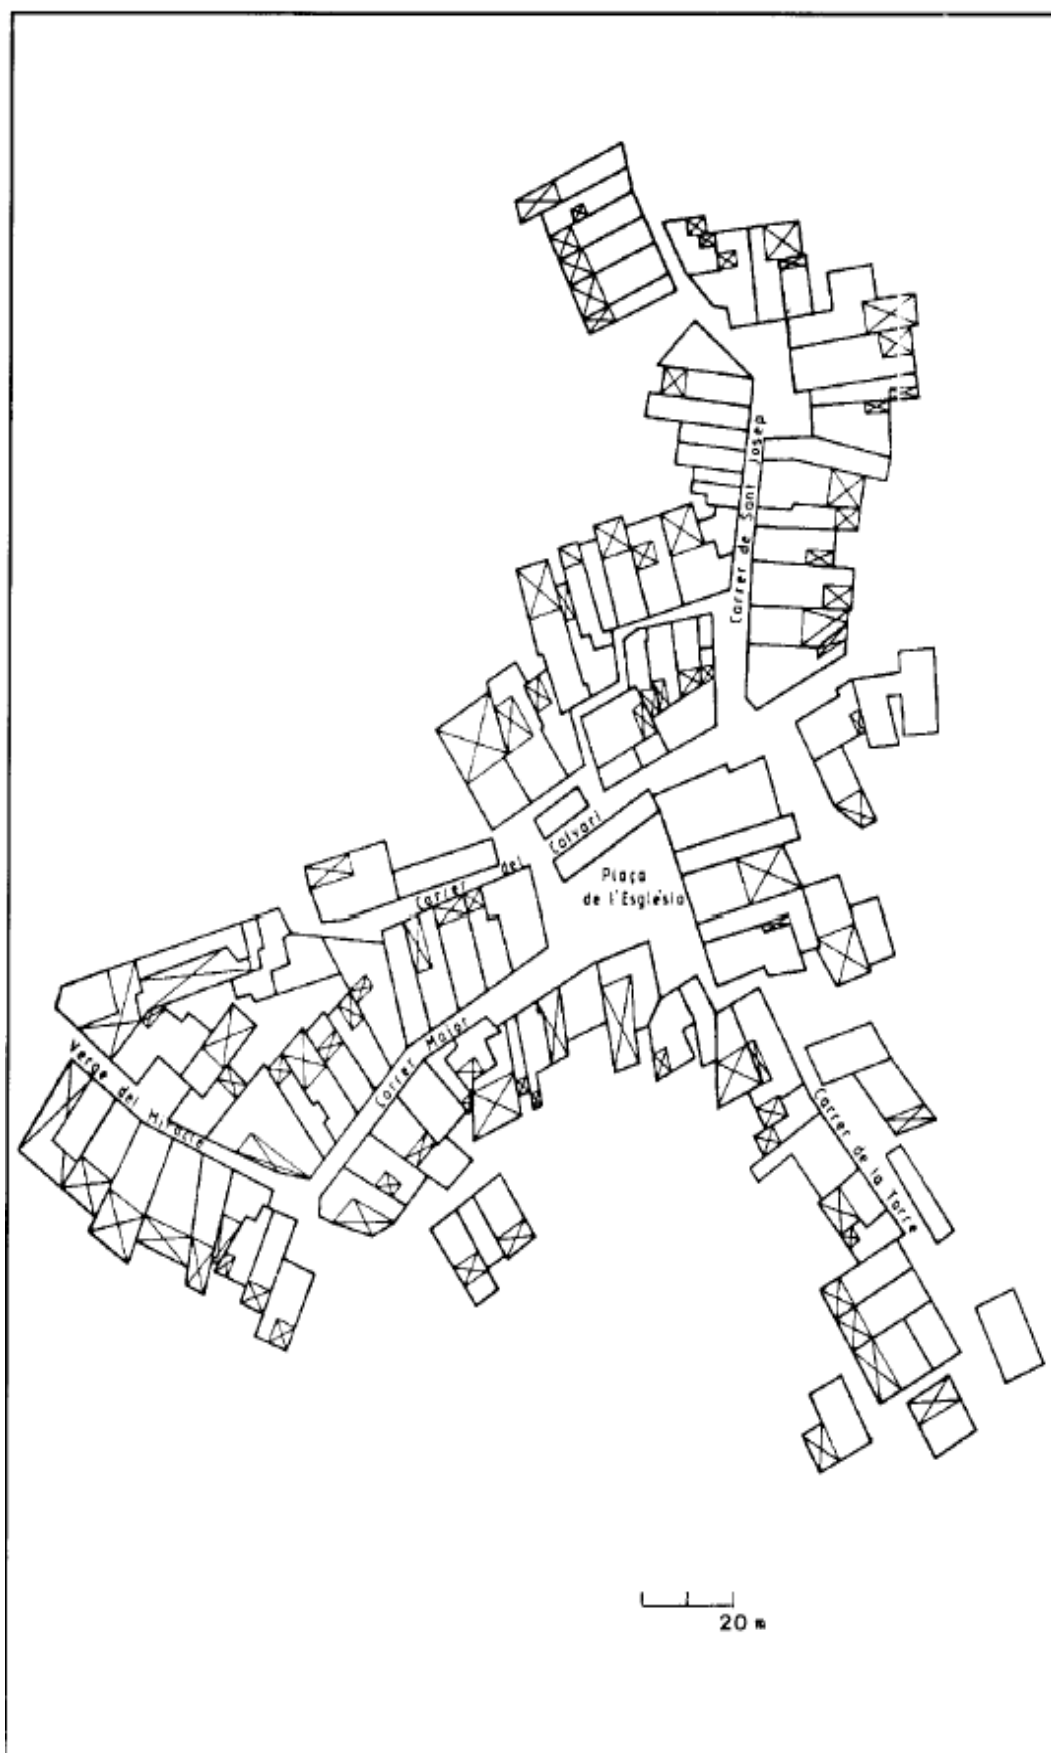 Carrer de Sant Josep
Carrer del Calvari
Plaça
de l'Església
Carrer Major
Verge del Miracle
Carrer de la Torre
20 m